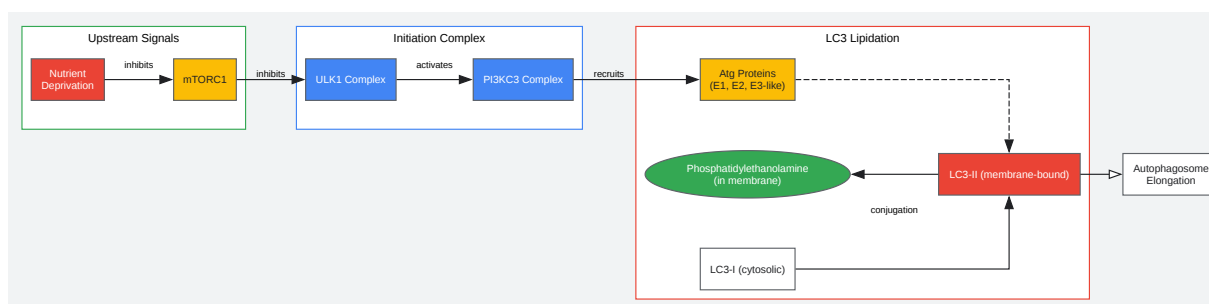 Upstream Signals
Initiation Complex
LC3 Lipidation
Nutrient
Deprivation
inhibits
mTORC1
inhibits
ULK1 Complex
activates
PI3KC3 Complex
recruits
Atg Proteins
(E1, E2, E3-like)
Phosphatidylethanolamine
(in membrane)
LC3-II (membrane-bound)
Autophagosome
Elongation
conjugation
LC3-I (cytosolic)